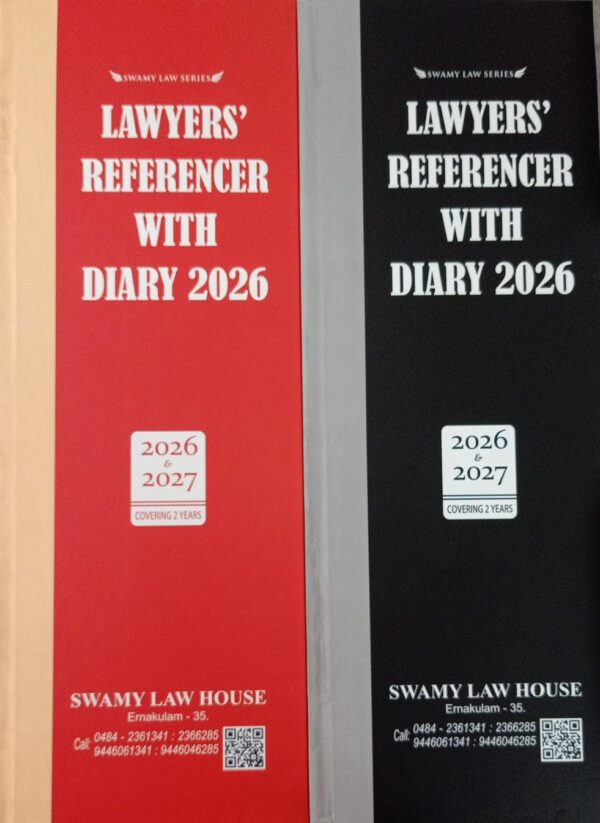 SWAMY LAW SERIES
LAWYERS'
REFERENCER
WITH
DIARY 2026
2026
&
2027
COVERING 2 YEARS
SWAMY LAW HOUSE
Ernakulam - 35.
Call: 0484 - 2361341 : 2366285
9446061341 : 9446046285
SWAMY LAW SERIES
LAWYERS'
REFERENCER
WITH
DIARY 2026
2026
&
2027
COVERING 2 YEARS
SWAMY LAW HOUSE
Ernakulam - 35.
Call: 0484 - 2361341 : 2366285
9446061341 : 9446046285